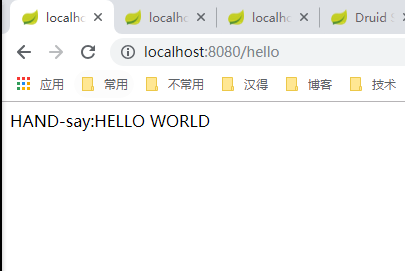 localho
localho
localho
Druid S
localhost:8080/hello
应用 常用 不常用 汉得 博客 技术
HAND-say:HELLO WORLD